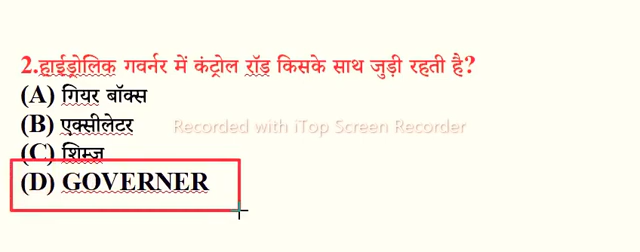 2.हाईड्रोलिक गवर्नर में कंट्रोल रॉड किसके साथ जुड़ी रहती है?
(A) गियर बॉक्स
(B) एक्सीलेटर
Recorded with iTop Screen Recorder
(C) शिम्ज
(D) GOVERNER